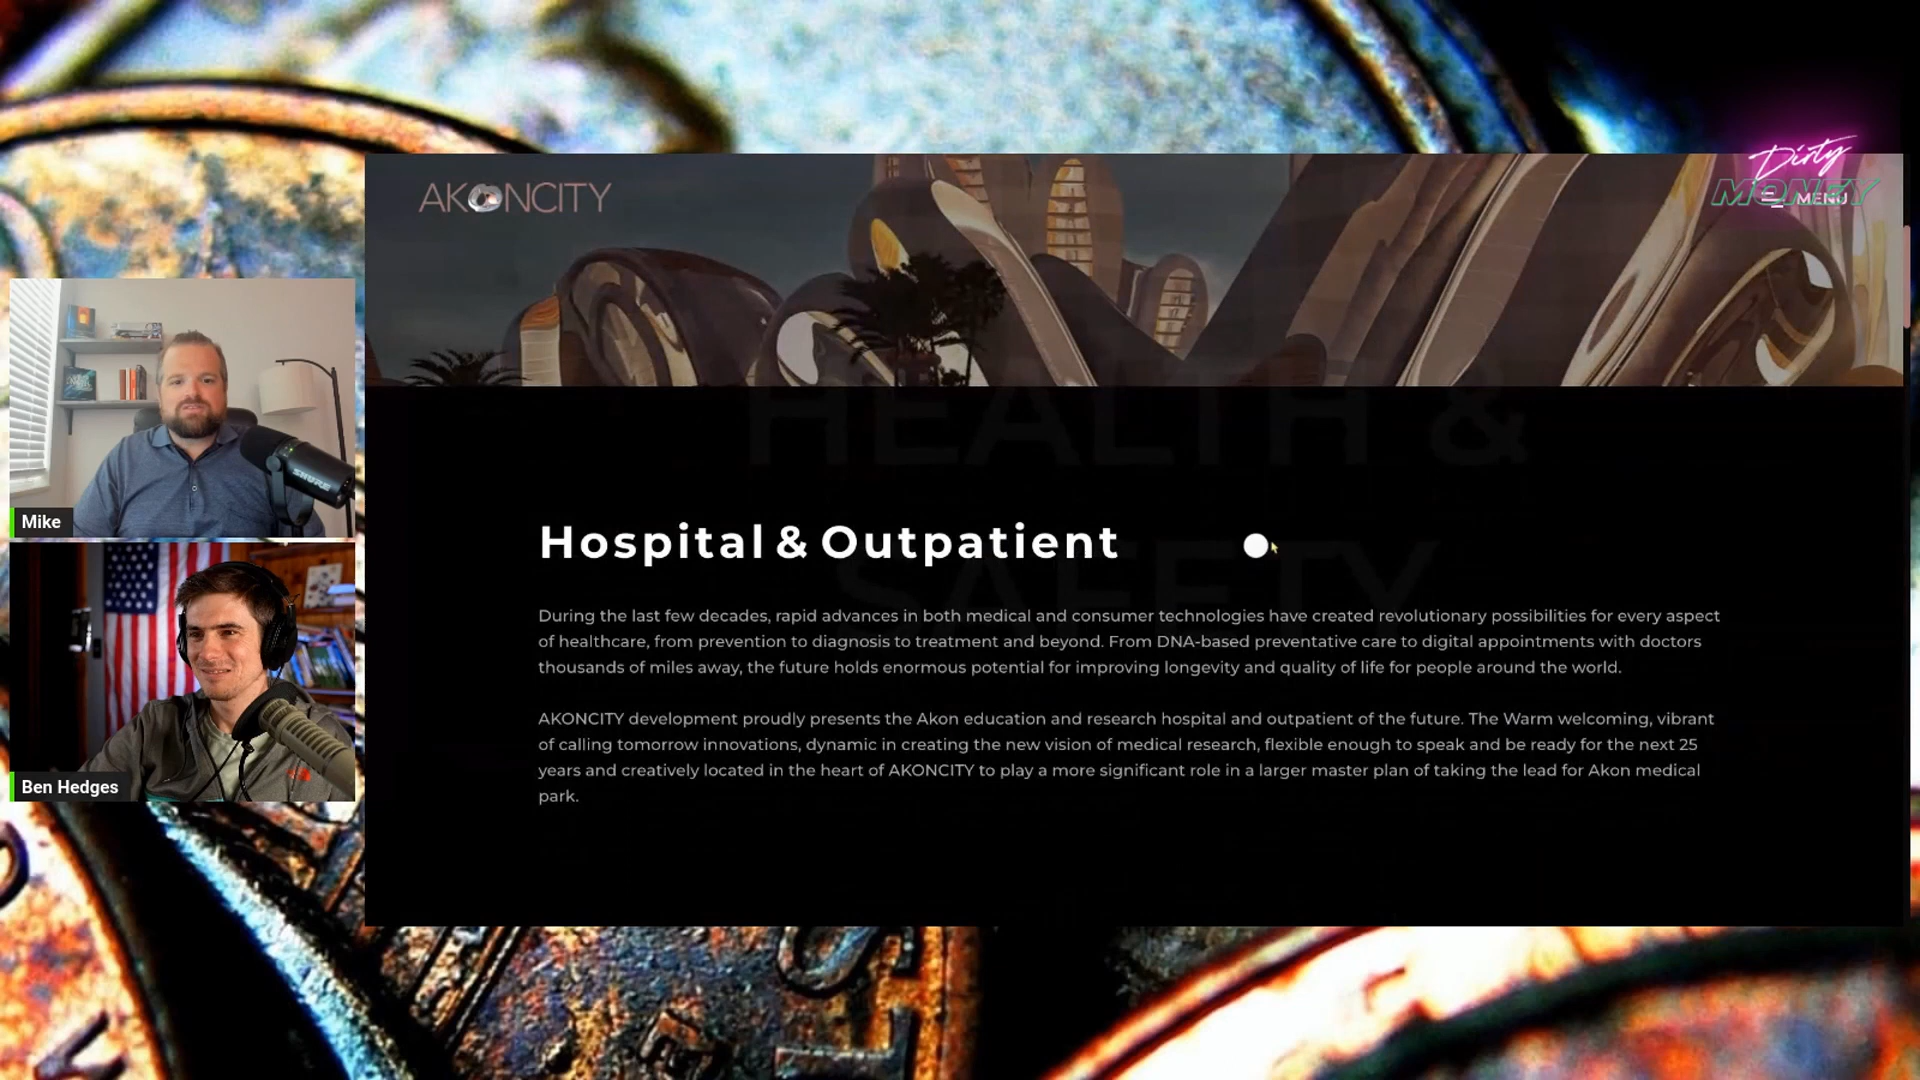 AKONCITY
Dirty
MONEY
MENU
HEALTH &
SAFETY
Hospital & Outpatient
During the last few decades, rapid advances in both medical and consumer technologies have created revolutionary possibilities for every aspect
of healthcare, from prevention to diagnosis to treatment and beyond. From DNA-based preventative care to digital appointments with doctors
thousands of miles away, the future holds enormous potential for improving longevity and quality of life for people around the world.
AKONCITY development proudly presents the Akon education and research hospital and outpatient of the future. The Warm welcoming, vibrant
of calling tomorrow innovations, dynamic in creating the new vision of medical research, flexible enough to speak and be ready for the next 25
years and creatively located in the heart of AKONCITY to play a more significant role in a larger master plan of taking the lead for Akon medical
park.
SHURE
Mike
Ben Hedges